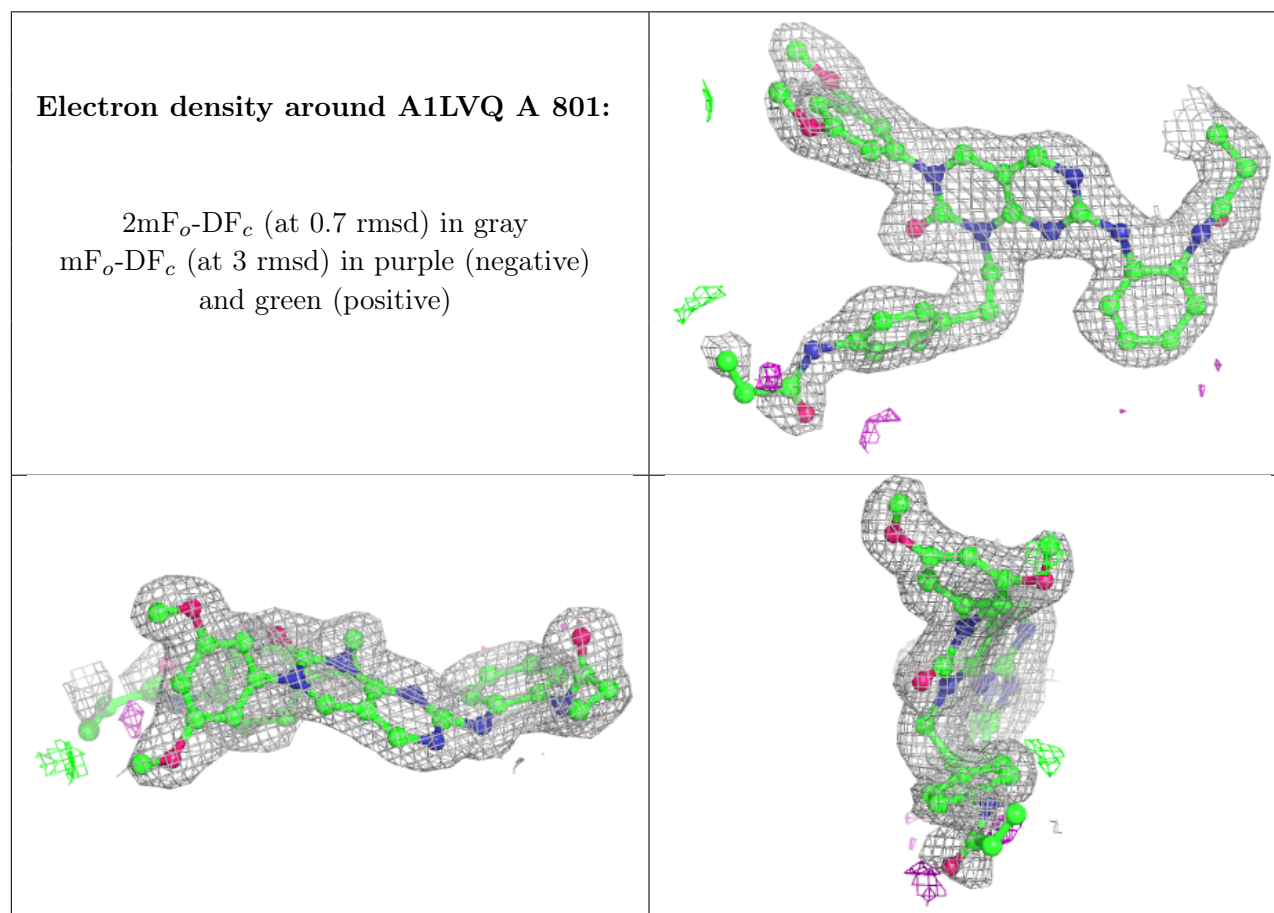 Electron density around A1LVQ A 801:
2mFo-DFc (at 0.7 rmsd) in gray
mFo-DFc (at 3 rmsd) in purple (negative)
and green (positive)